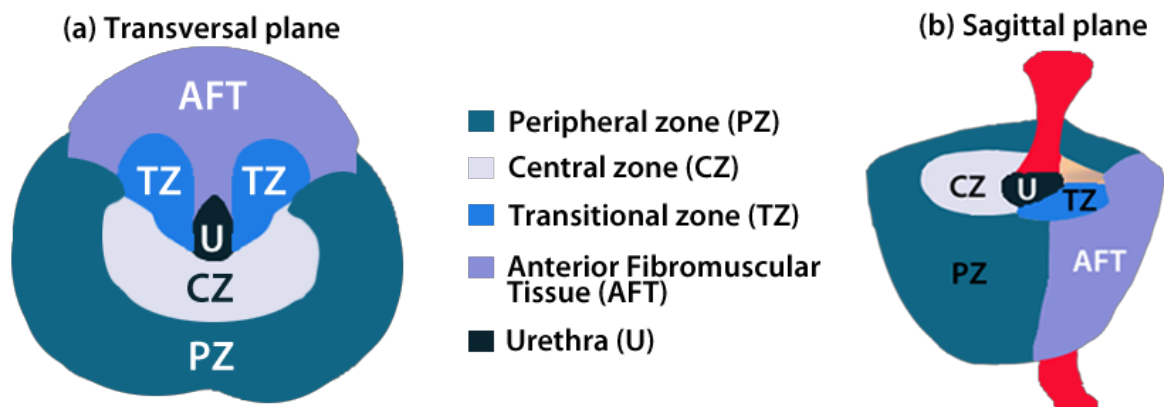 (a) Transversal plane
AFT
TZ TZ
U
CZ
PZ
Peripheral zone (PZ)
Central zone (CZ)
Transitional zone (TZ)
Anterior Fibromuscular
Tissue (AFT)
Urethra (U)
(b) Sagittal plane
CZ U TZ
PZ AFT